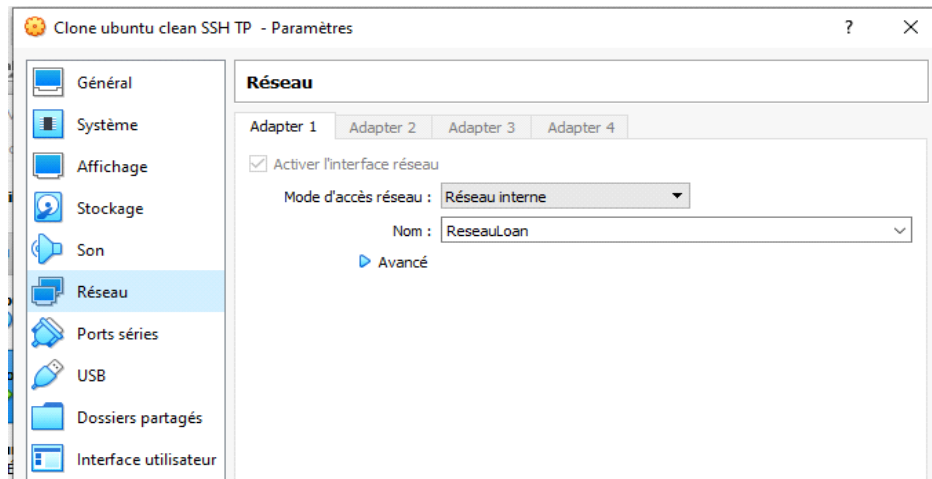 Clone ubuntu clean SSH TP - Paramètres
?
Général
Système
Affichage
Stockage
Son
Réseau
Ports séries
USB
Dossiers partagés
Interface utilisateur
Réseau
Adapter 1 Adapter 2 Adapter 3 Adapter 4
Activer l'interface réseau
Mode d'accès réseau : Réseau interne
Nom : ReseauLoan
Avancé